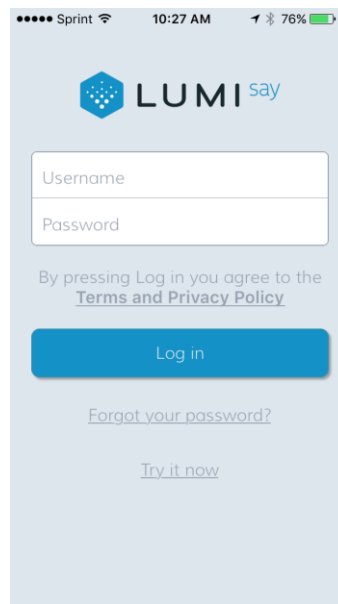 Sprint 10:27 AM 76%
LUMI say
Username
Password
By pressing Log in you agree to the
Terms and Privacy Policy
Log in
Forgot your password?
Try it now